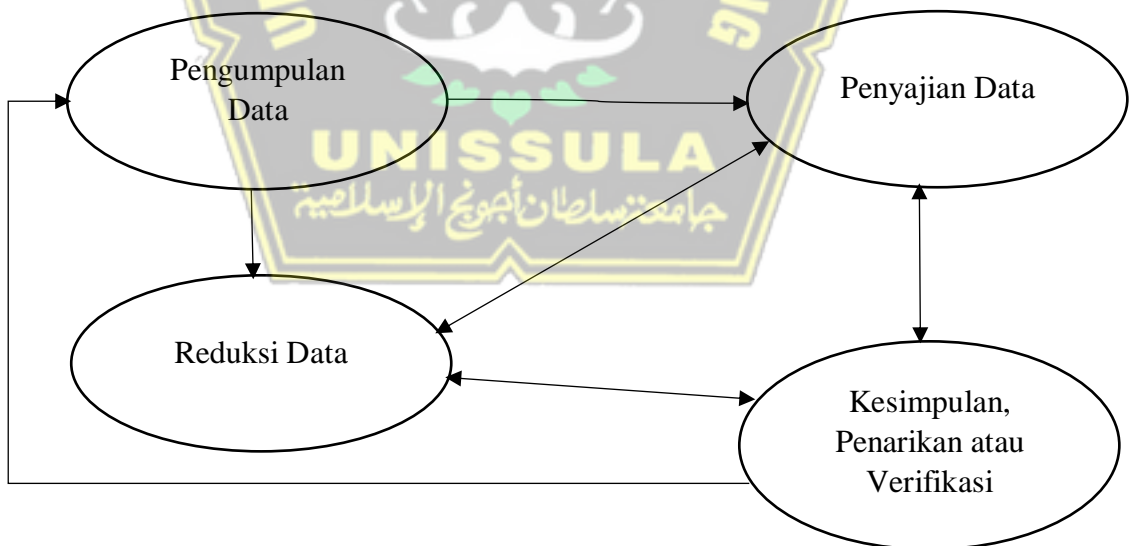 Pengumpulan
Data
Penyajian Data
UNISSULA
جامعة سلطان أجونج الإسلامية
Reduksi Data
Kesimpulan,
Penarikan atau
Verifikasi